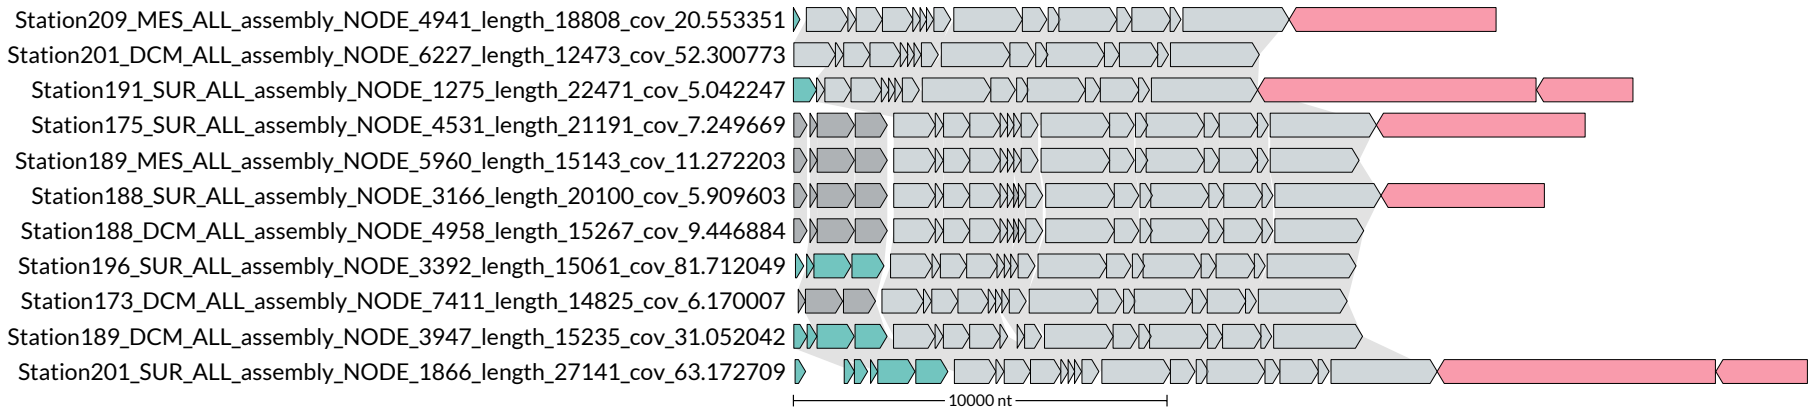 Station209_MES_ALL_assembly_NODE_4941_length_18808_cov_20.553351
Station201_DCM_ALL_assembly_NODE_6227_length_12473_cov_52.300773
Station191_SUR_ALL_assembly_NODE_1275_length_22471_cov_5.042247
Station175_SUR_ALL_assembly_NODE_4531_length_21191_cov_7.249669
Station189_MES_ALL_assembly_NODE_5960_length_15143_cov_11.272203
Station188_SUR_ALL_assembly_NODE_3166_length_20100_cov_5.909603
Station188_DCM_ALL_assembly_NODE_4958_length_15267_cov_9.446884
Station196_SUR_ALL_assembly_NODE_3392_length_15061_cov_81.712049
Station173_DCM_ALL_assembly_NODE_7411_length_14825_cov_6.170007
Station189_DCM_ALL_assembly_NODE_3947_length_15235_cov_31.052042
Station201_SUR_ALL_assembly_NODE_1866_length_27141_cov_63.172709
10000 nt